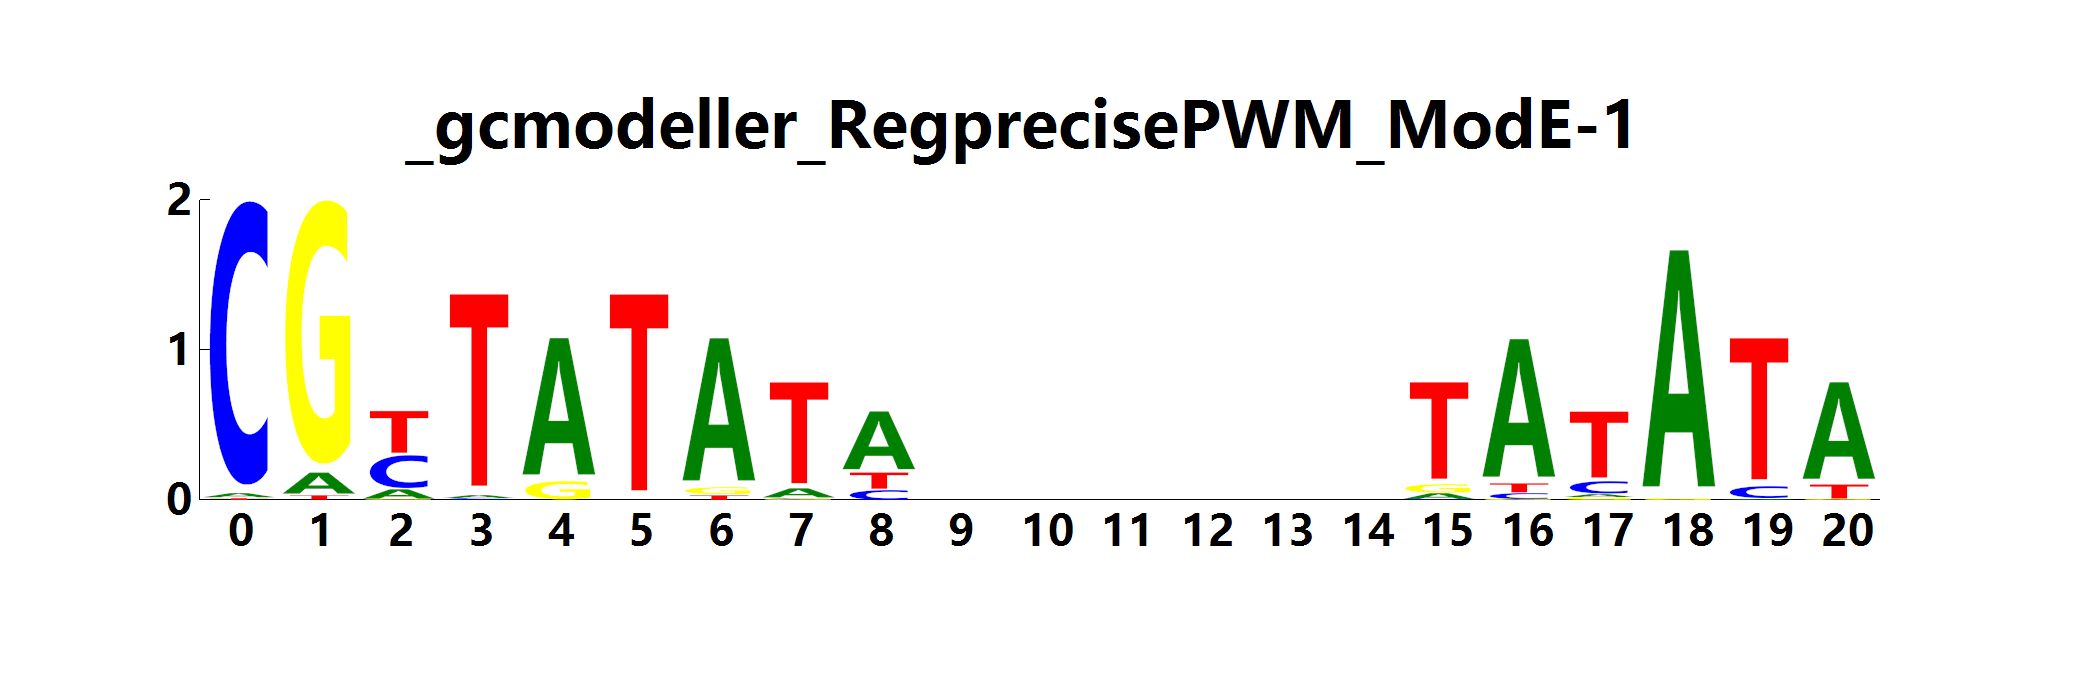 _gcmodeller_RegprecisePWM_ModE-1
2
1
0
C G T T A T A T A T A T A T A
A A C G G A T G T C C T
T T A A T C A C A
0 1 2 3 4 5 6 7 8 9 10 11 12 13 14 15 16 17 18 19 20